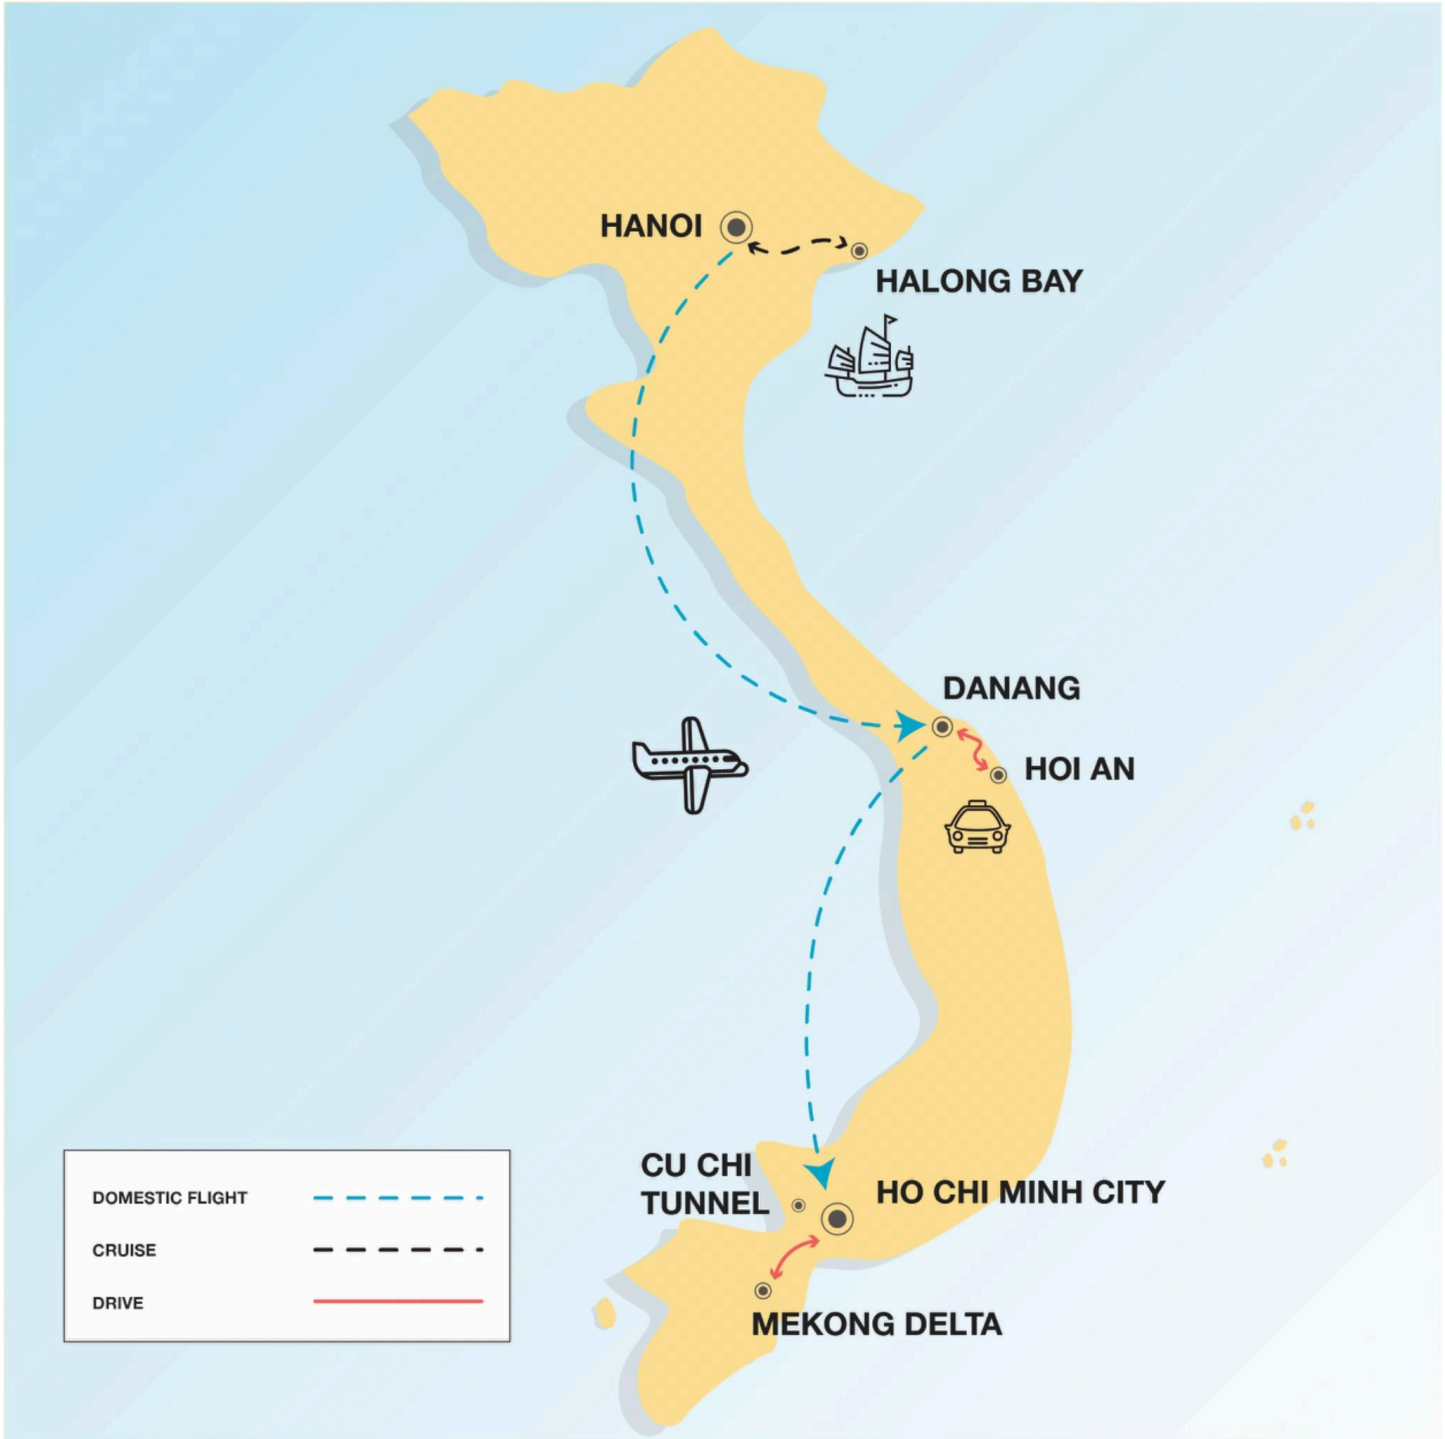 HANOI
HALONG BAY
DANANG
HOI AN
CU CHI
TUNNEL
HO CHI MINH CITY
MEKONG DELTA
DOMESTIC FLIGHT
CRUISE
DRIVE